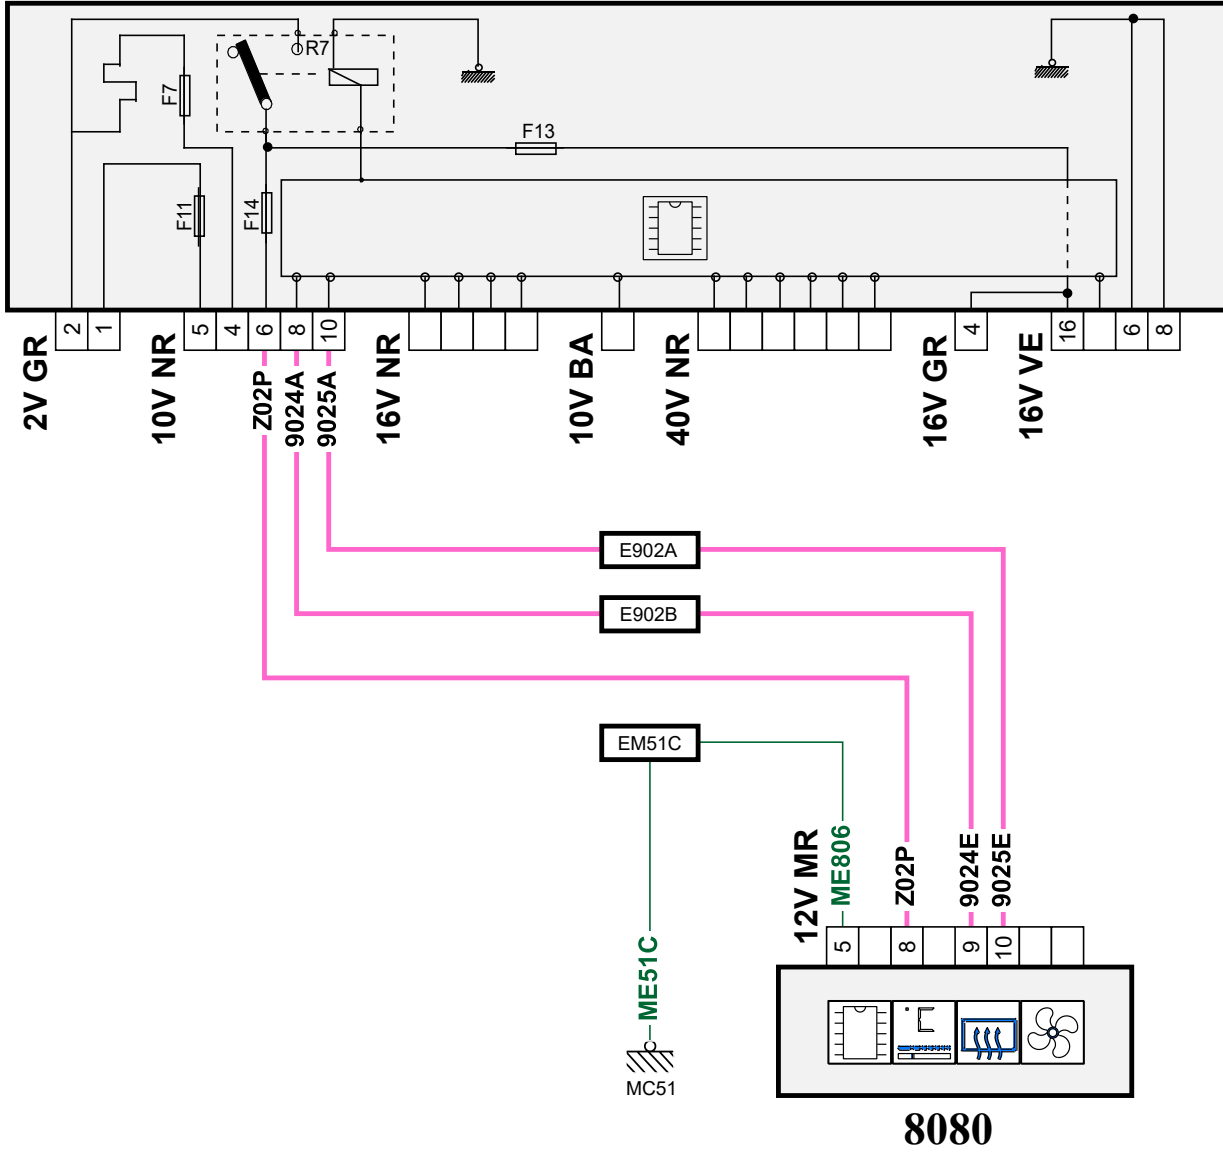 R7
F7
F13
F11
F14
2
1
5
4
6
8
10
4
16
6
8
2V GR
10V NR
Z02P
9024A
9025A
16V NR
10V BA
40V NR
16V GR
16V VE
E902A
E902B
EM51C
12V MR
ME806
Z02P
9024E
9025E
ME51C
5
8
9
10
MC51
8080